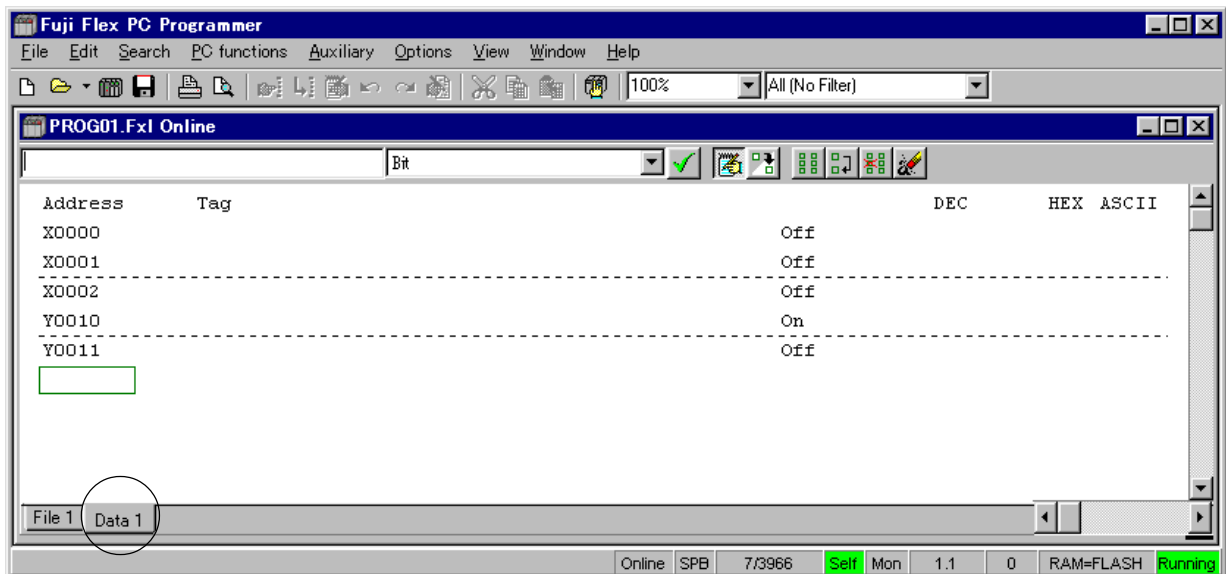 Fuji Flex PC Programmer
File Edit Search PC functions Auxiliary Options View Window Help
100% All (No Filter)
PROG01.Fxl Online
Bit
Address Tag DEC HEX ASCII
X0000 Off
X0001 Off
X0002 Off
Y0010 On
Y0011 Off
File 1 Data 1
Online SPB 7/3966 Self Mon 1.1 0 RAM=FLASH Running